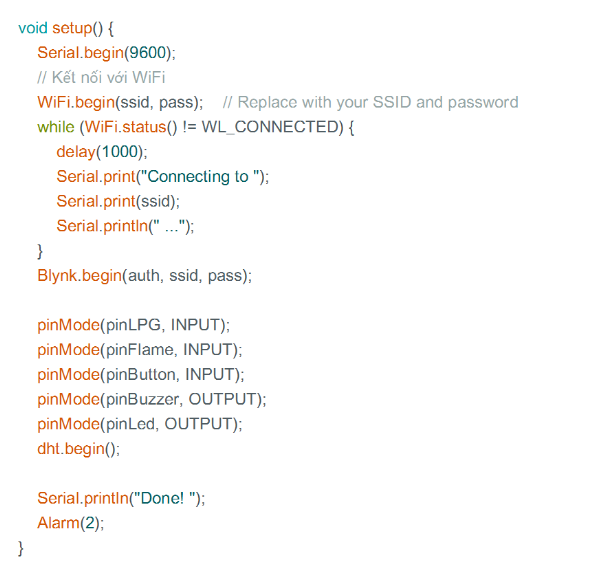 void setup() {
Serial.begin(9600);
// Kết nối với WiFi
WiFi.begin(ssid, pass); // Replace with your SSID and password
while (WiFi.status() != WL_CONNECTED) {
delay(1000);
Serial.print("Connecting to ");
Serial.print(ssid);
Serial.println(" ...");
}
Blynk.begin(auth, ssid, pass);
pinMode(pinLPG, INPUT);
pinMode(pinFlame, INPUT);
pinMode(pinButton, INPUT);
pinMode(pinBuzzer, OUTPUT);
pinMode(pinLed, OUTPUT);
dht.begin();
Serial.println("Done! ");
Alarm(2);
}